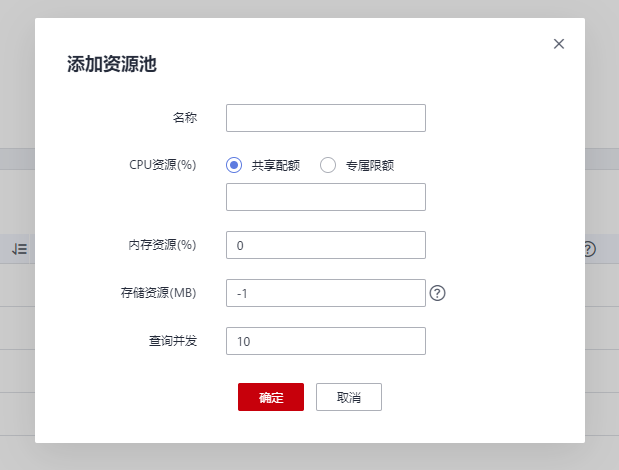 添加资源池
名称
CPU资源(%) 共享配额 专属限额
内存资源(%) 0
存储资源(MB) -1 ?
查询并发 10
确定 取消